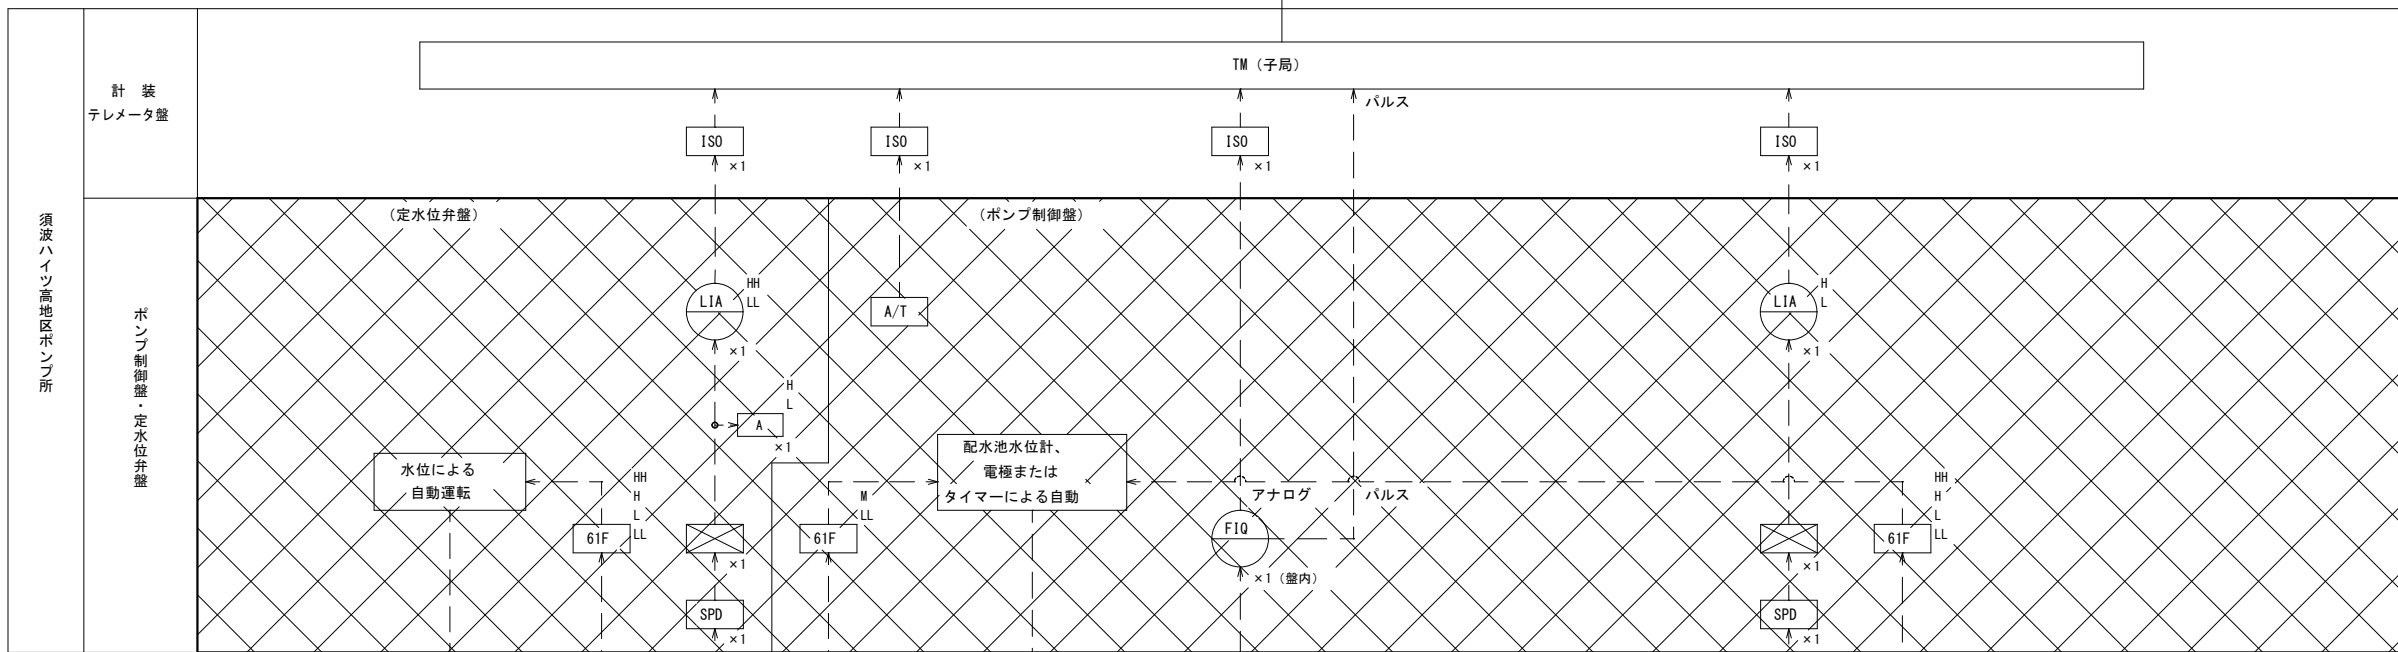 須波ハイツ高地区ポンプ所
計 装
テレメータ盤
TM（子局）
パルス
ISO
×1
ISO
×1
ISO
×1
ISO
×1
ポンプ制御盤・定水位弁盤
（定水位弁盤）
（ポンプ制御盤）
LIA
HH
LL
×1
A/T
LIA
H
L
×1
H
L
A
×1
水位による
自動運転
HH
H
L
LL
61F
×1
M
LL
61F
配水池水位計、
電極または
タイマーによる自動
アナログ
パルス
FIQ
×1（盤内）
×1
HH
H
L
LL
61F
SPD
×1
SPD
×1